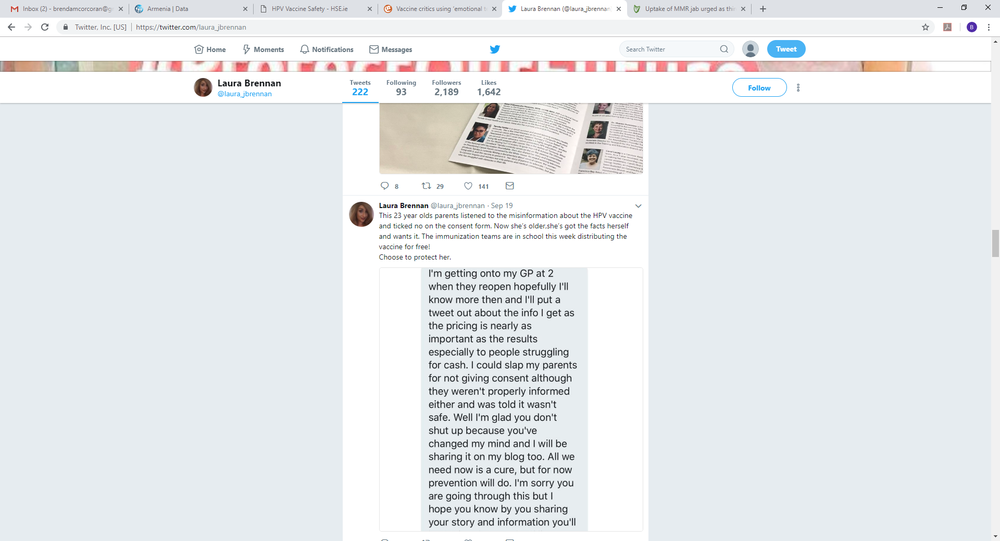 Inbox (2) - brendamcorcoran@g
Armenia | Data
HPV Vaccine Safety - HSE.ie
Vaccine critics using 'emotional t
Laura Brennan (@laura_jbrennan
Uptake of MMR jab urged as thi
Twitter, Inc. [US]
https://twitter.com/laura_jbrennan
B
Home
Moments
Notifications
Messages
Search Twitter
Tweet
#ProtectOurFuture
Laura Brennan
@laura_jbrennan
Tweets
222
Following
93
Followers
2,189
Likes
1,642
Follow
8
29
141
Laura Brennan @laura_jbrennan · Sep 19
This 23 year olds parents listened to the misinformation about the HPV vaccine
and ticked no on the consent form. Now she's older,she's got the facts herself
and wants it. The immunization teams are in school this week distributing the
vaccine for free!
Choose to protect her.
I'm getting onto my GP at 2
when they reopen hopefully I'll
know more then and I'll put a
tweet out about the info I get as
the pricing is nearly as
important as the results
especially to people struggling
for cash. I could slap my parents
for not giving consent although
they weren't properly informed
either and was told it wasn't
safe. Well I'm glad you don't
shut up because you've
changed my mind and I will be
sharing it on my blog too. All we
need now is a cure, but for now
prevention will do. I'm sorry you
are going through this but I
hope you know by you sharing
your story and information you'll